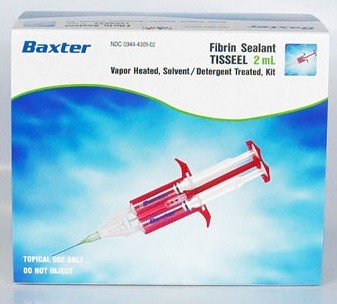 Baxter
NDC 0944-4301-02
Fibrin Sealant
TISSEEL 2 mL
Vapor Heated, Solvent/Detergent Treated, Kit
Baxter
TOPICAL USE ONLY
DO NOT INJECT